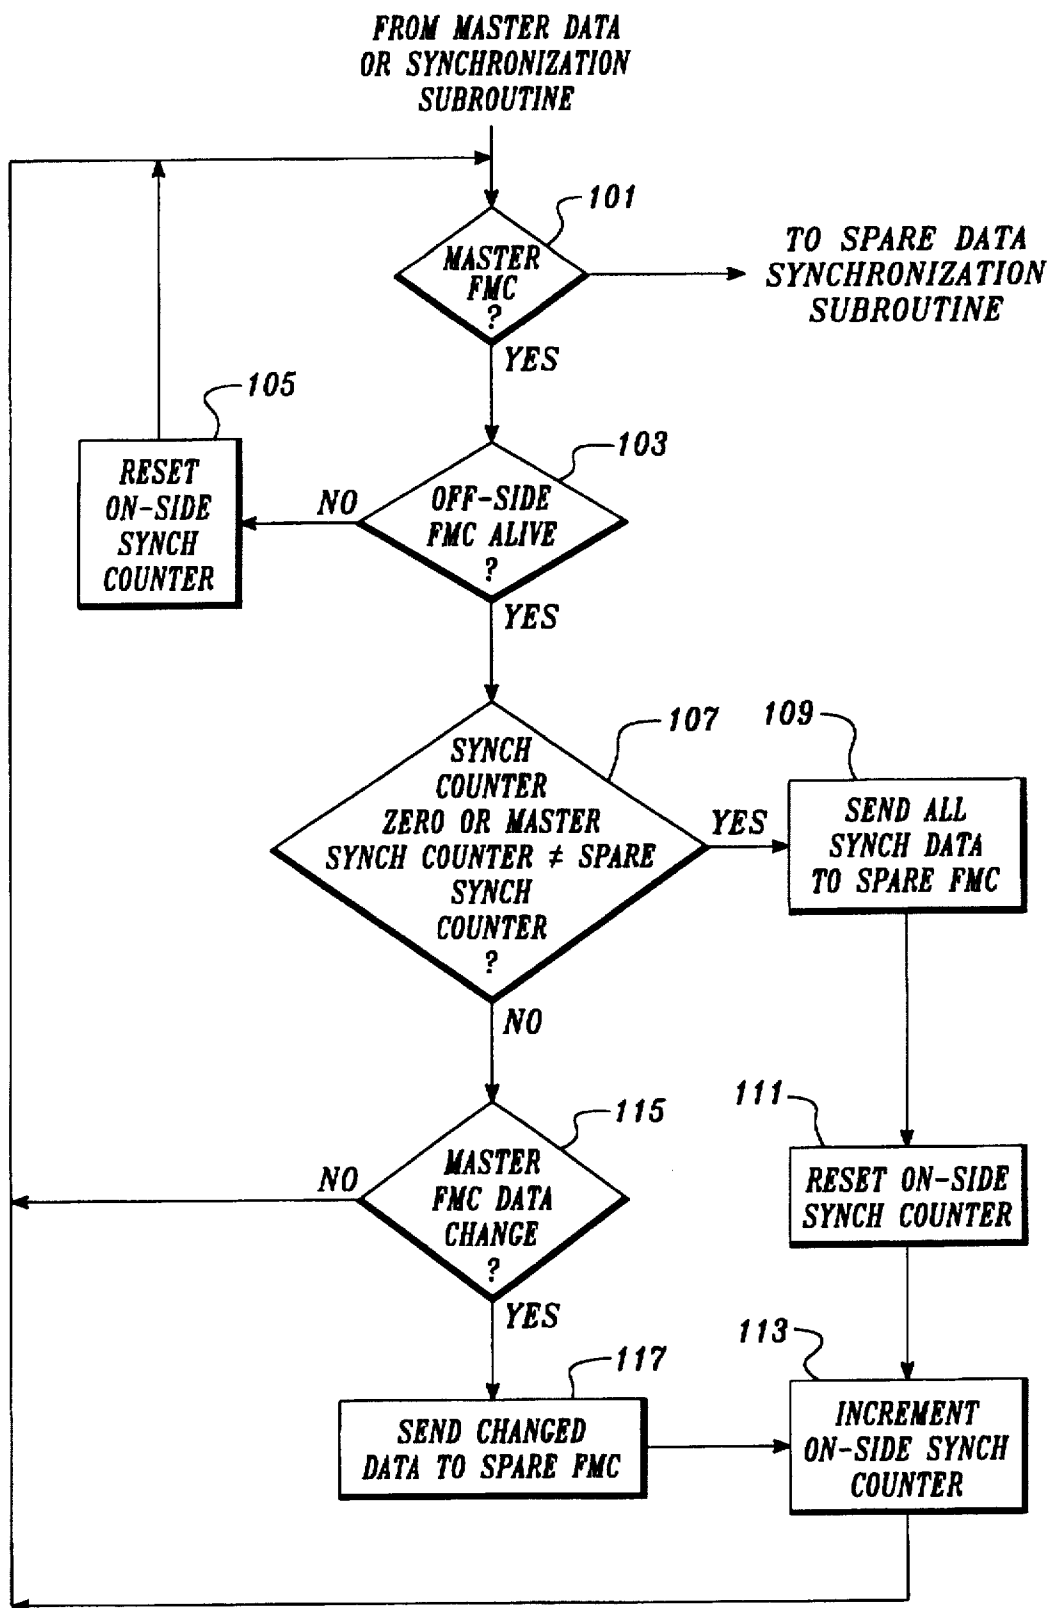 FROM MASTER DATA
OR SYNCHRONIZATION
SUBROUTINE
101
MASTER
FMC
?
TO SPARE DATA
SYNCHRONIZATION
SUBROUTINE
YES
105
RESET
ON-SIDE
SYNCH
COUNTER
NO
103
OFF-SIDE
FMC ALIVE
?
YES
107
SYNCH
COUNTER
ZERO OR MASTER
SYNCH COUNTER ≠ SPARE
SYNCH
COUNTER
?
YES
109
SEND ALL
SYNCH DATA
TO SPARE FMC
NO
111
RESET ON-SIDE
SYNCH COUNTER
115
MASTER
FMC DATA
CHANGE
?
NO
YES
117
SEND CHANGED
DATA TO SPARE FMC
113
INCREMENT
ON-SIDE SYNCH
COUNTER